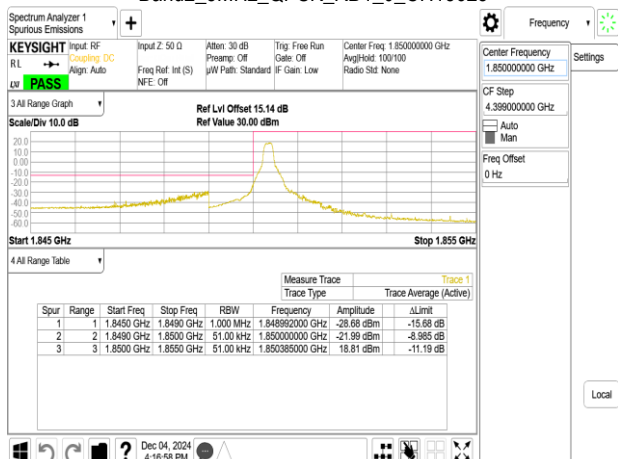 Spectrum Analyzer 1
Spurious Emissions
Frequency
Settings
KEYSIGHT
RL
Input: RF
Coupling: DC
Align: Auto
Input Z: 50 Ω
Freq Ref: Int (S)
NFE: Off
Atten: 30 dB
Preamp: Off
µW Path: Standard
Trig: Free Run
Gate: Off
IF Gain: Low
Center Freq: 1.850000000 GHz
Avg|Hold: 100/100
Radio Std: None
PASS
Center Frequency
1.850000000 GHz
CF Step
4.399000000 GHz
Auto
Man
Freq Offset
0 Hz
3 All Range Graph
Scale/Div 10.0 dB
Ref Lvl Offset 15.14 dB
Ref Value 30.00 dBm
20.0
10.0
0.00
-10.0
-20.0
-30.0
-40.0
-50.0
-60.0
Start 1.845 GHz
Stop 1.855 GHz
4 All Range Table
Measure Trace Trace 1
Trace Type Trace Average (Active)
Spur Range Start Freq Stop Freq RBW Frequency Amplitude ΔLimit
1 1 1.8450 GHz 1.8490 GHz 1.000 MHz 1.848992000 GHz -28.68 dBm -15.68 dB
2 2 1.8490 GHz 1.8500 GHz 51.00 kHz 1.850000000 GHz -21.99 dBm -8.985 dB
3 3 1.8500 GHz 1.8550 GHz 51.00 kHz 1.850385000 GHz 18.81 dBm -11.19 dB
Local
?
Dec 04, 2024
4:16:58 PM